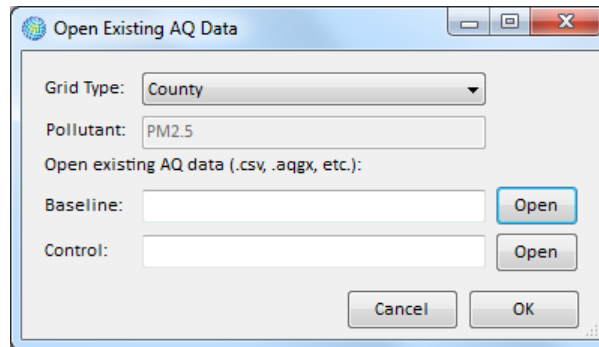 Open Existing AQ Data
Grid Type: County
Pollutant: PM2.5
Open existing AQ data (.csv, .aqgx, etc.):
Baseline: Open
Control: Open
Cancel OK